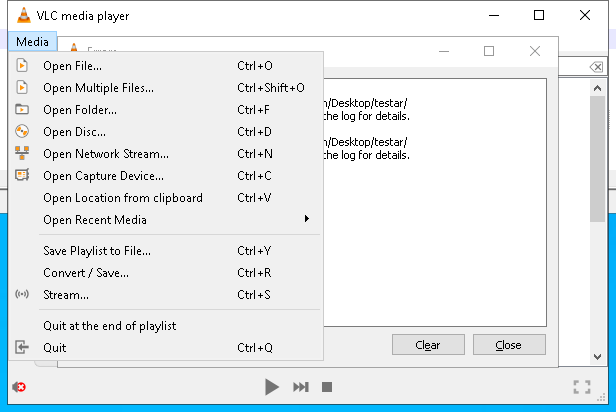 VLC media player
Media
Open File... Ctrl+O
Open Multiple Files... Ctrl+Shift+O
Open Folder... Ctrl+F
Open Disc... Ctrl+D
Open Network Stream... Ctrl+N
Open Capture Device... Ctrl+C
Open Location from clipboard Ctrl+V
Open Recent Media
Save Playlist to File... Ctrl+Y
Convert / Save... Ctrl+R
Stream... Ctrl+S
Quit at the end of playlist
Quit Ctrl+Q
n/Desktop/testar/
the log for details.
n/Desktop/testar/
the log for details.
Clear
Close